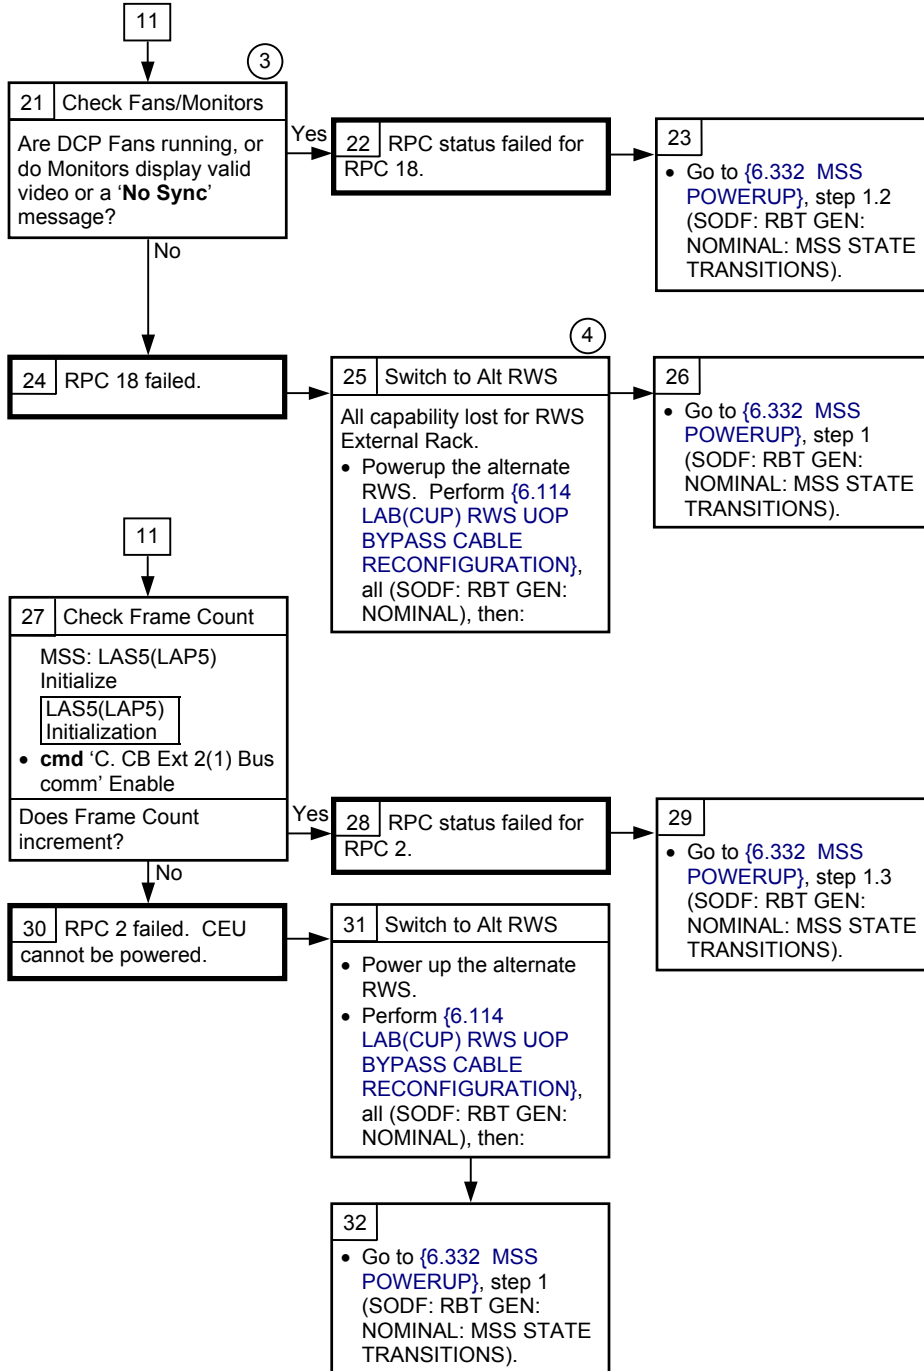 11
3
21 Check Fans/Monitors
Are DCP Fans running, or
do Monitors display valid
video or a ‘No Sync’
message?
Yes
No
22 RPC status failed for
RPC 18.
23
• Go to {6.332 MSS
POWERUP}, step 1.2
(SODF: RBT GEN:
NOMINAL: MSS STATE
TRANSITIONS).
24 RPC 18 failed.
4
25 Switch to Alt RWS
All capability lost for RWS
External Rack.
• Powerup the alternate
RWS. Perform {6.114
LAB(CUP) RWS UOP
BYPASS CABLE
RECONFIGURATION},
all (SODF: RBT GEN:
NOMINAL), then:
26
• Go to {6.332 MSS
POWERUP}, step 1
(SODF: RBT GEN:
NOMINAL: MSS STATE
TRANSITIONS).
11
27 Check Frame Count
MSS: LAS5(LAP5)
Initialize
LAS5(LAP5)
Initialization
• cmd ‘C. CB Ext 2(1) Bus
comm’ Enable
Does Frame Count
increment?
Yes
No
28 RPC status failed for
RPC 2.
29
• Go to {6.332 MSS
POWERUP}, step 1.3
(SODF: RBT GEN:
NOMINAL: MSS STATE
TRANSITIONS).
30 RPC 2 failed. CEU
cannot be powered.
31 Switch to Alt RWS
• Power up the alternate
RWS.
• Perform {6.114
LAB(CUP) RWS UOP
BYPASS CABLE
RECONFIGURATION},
all (SODF: RBT GEN:
NOMINAL), then:
32
• Go to {6.332 MSS
POWERUP}, step 1
(SODF: RBT GEN:
NOMINAL: MSS STATE
TRANSITIONS).